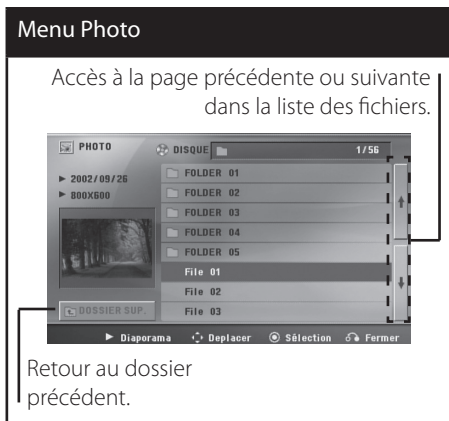 Menu Photo
Accès à la page précédente ou suivante
dans la liste des fichiers.
PHOTO
DISQUE
1/56
2002/09/26
800X600
FOLDER 01
FOLDER 02
FOLDER 03
FOLDER 04
FOLDER 05
File 01
File 02
File 03
DOSSIER SUP.
Diaporama Deplacer Sélection Fermer
Retour au dossier
précédent.